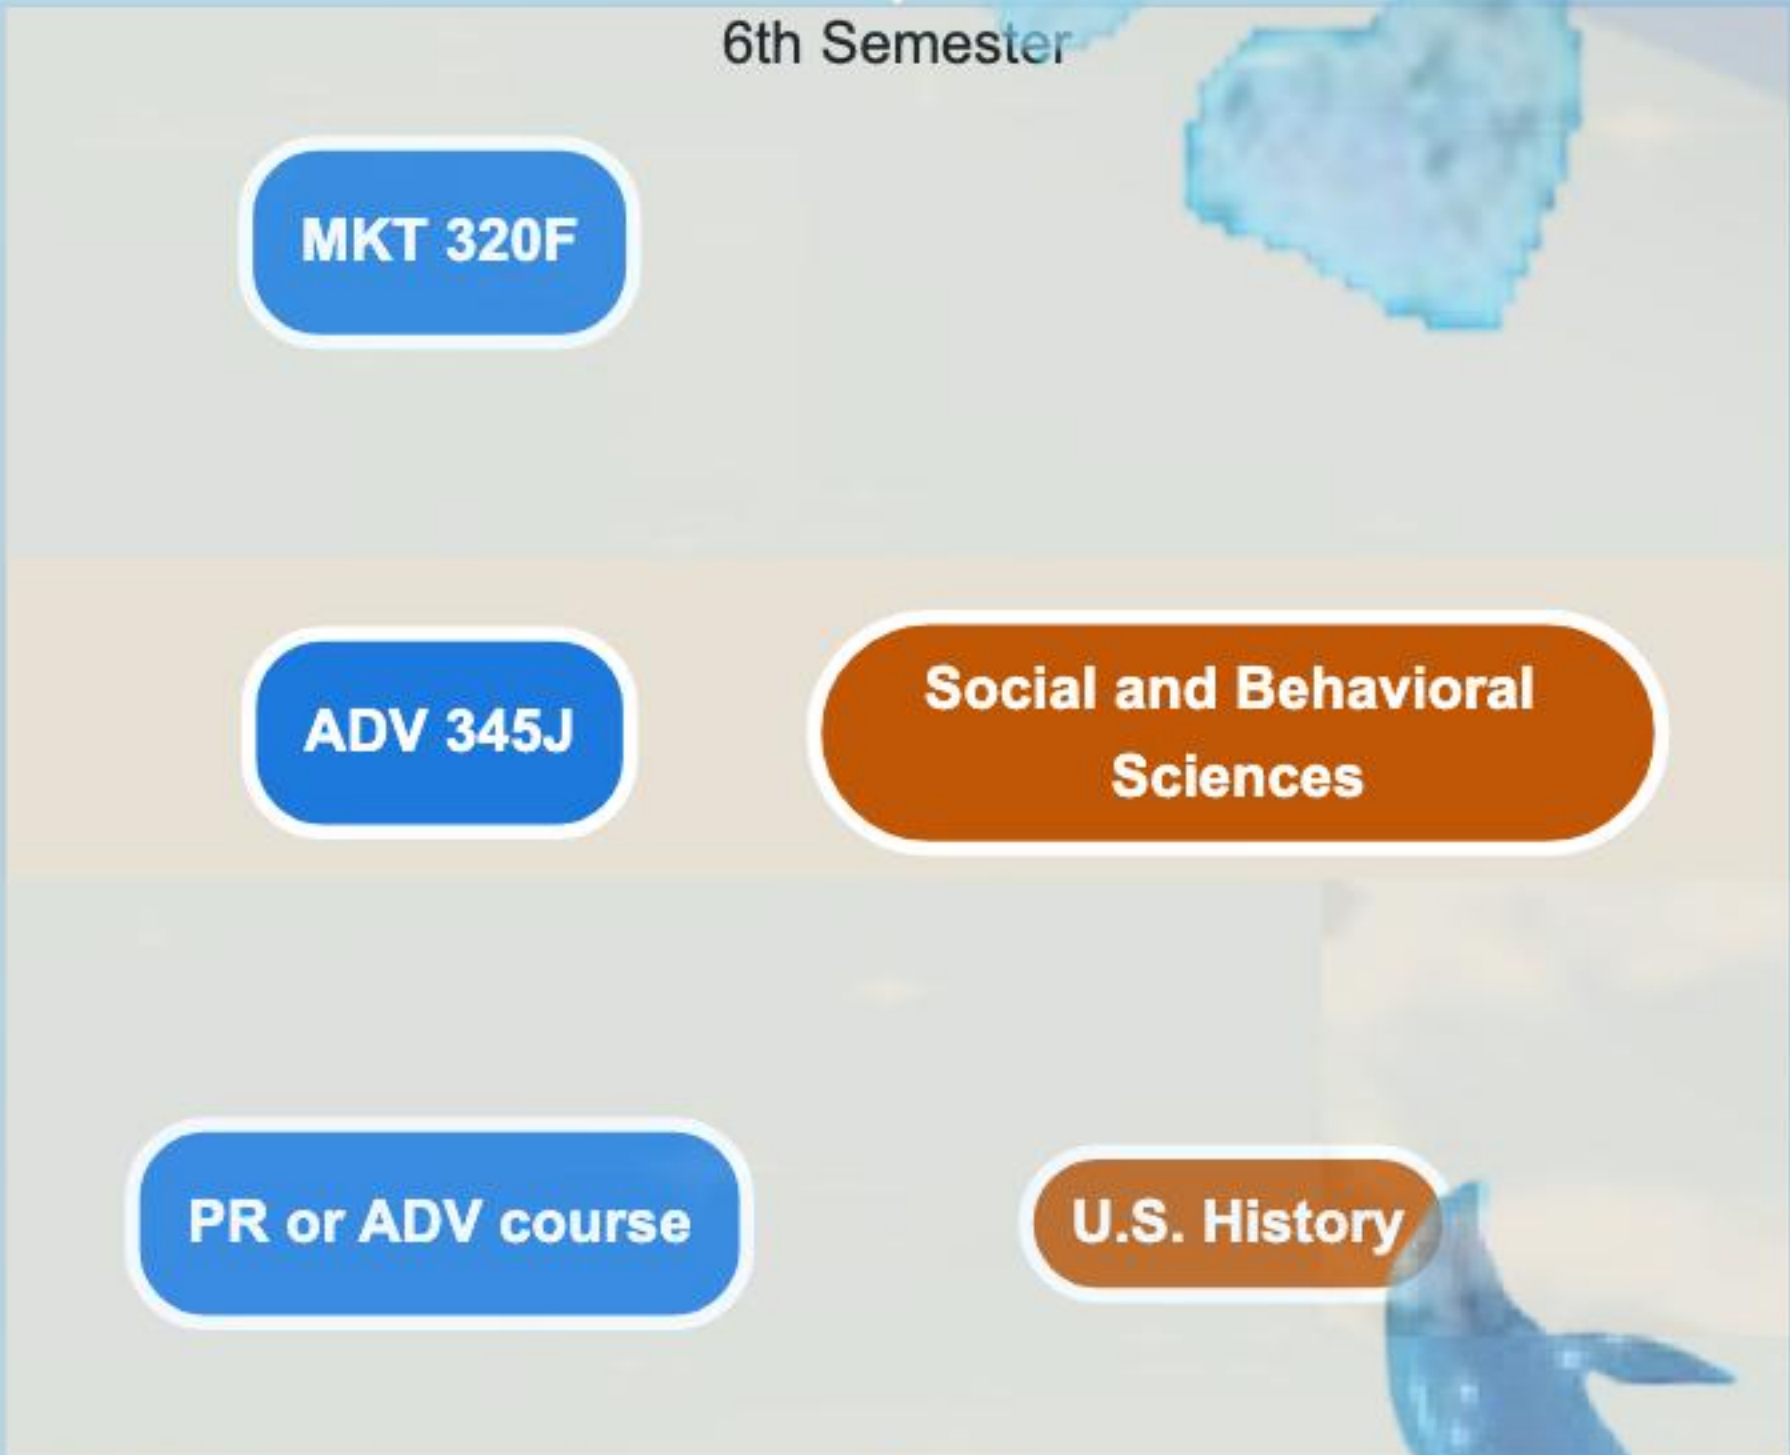 6th Semester
MKT 320F
ADV 345J
Social and Behavioral
Sciences
PR or ADV course
U.S. History